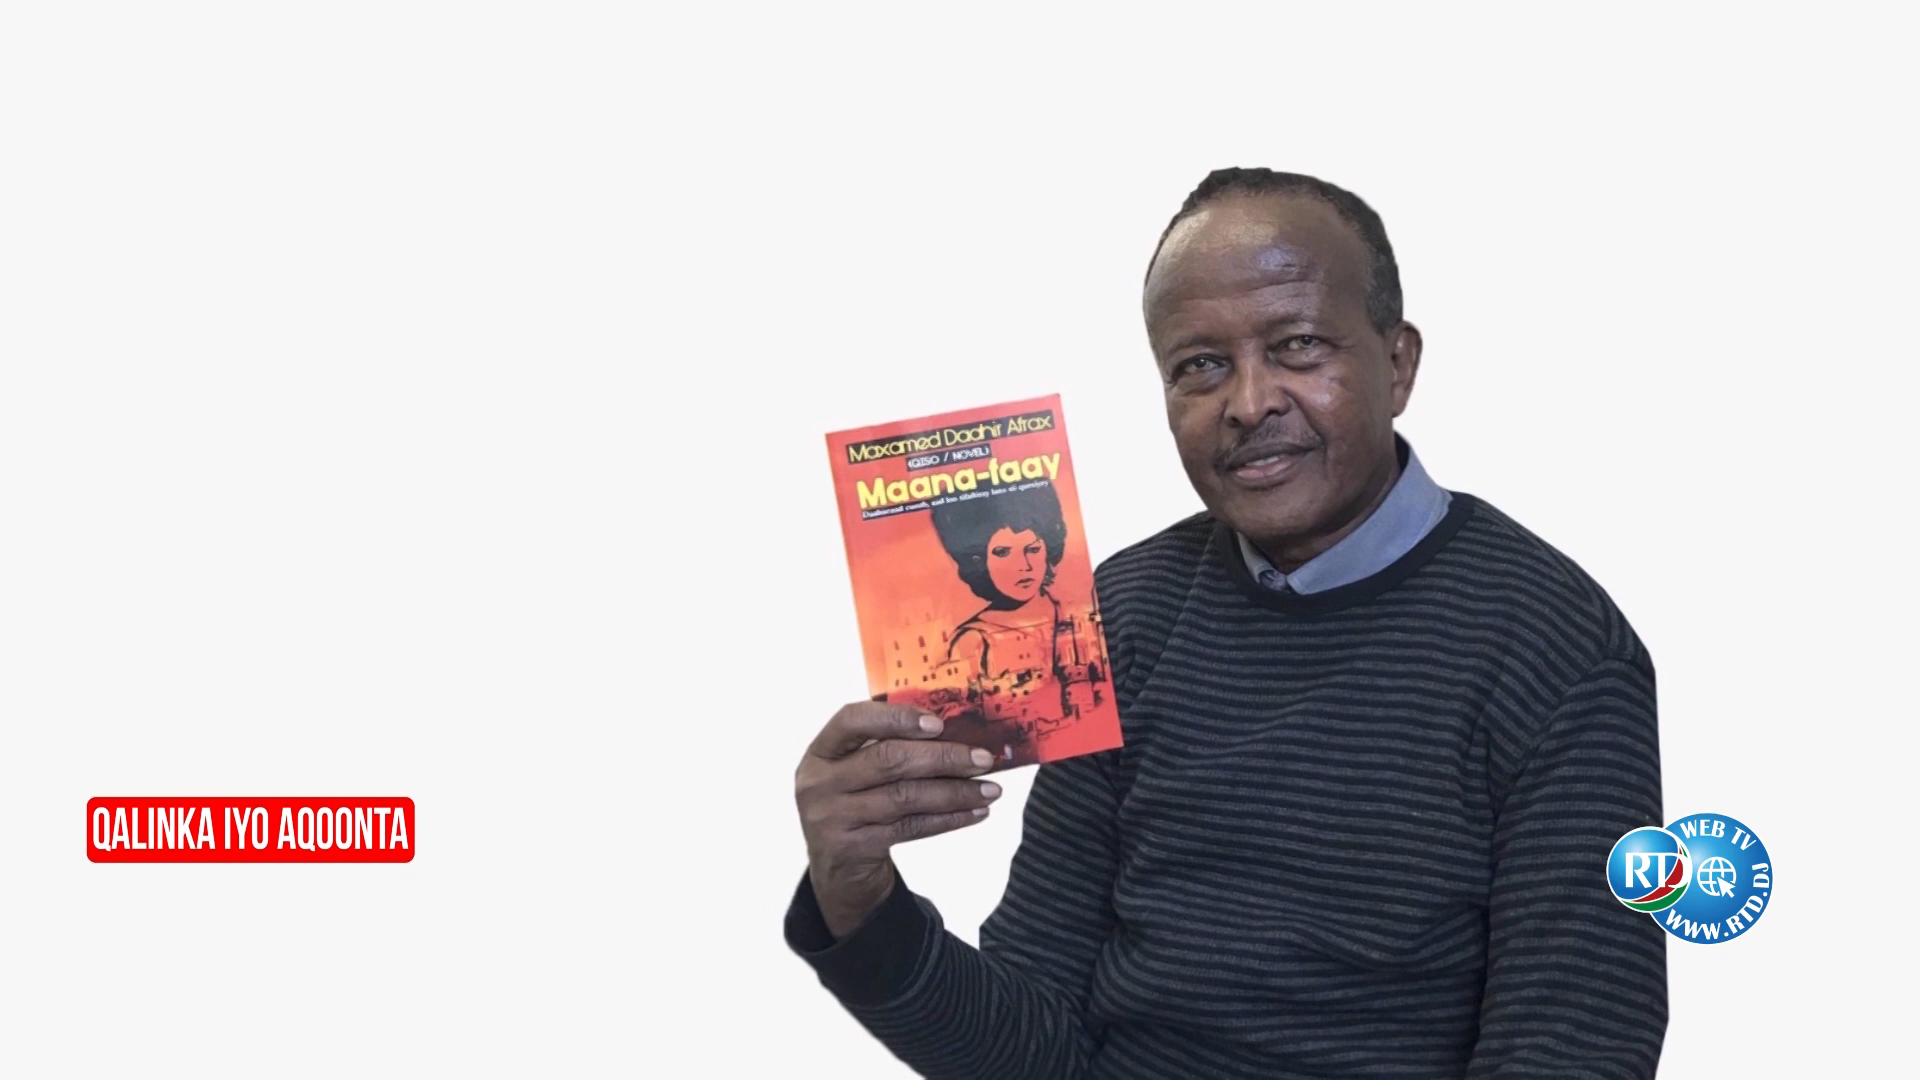 Maxamed Daahir Afrax
(QISO / NOVEL)
Maana-faay
QALINKA IYO AQOONTA
RTD
WEB TV
WWW.RTD.DJ